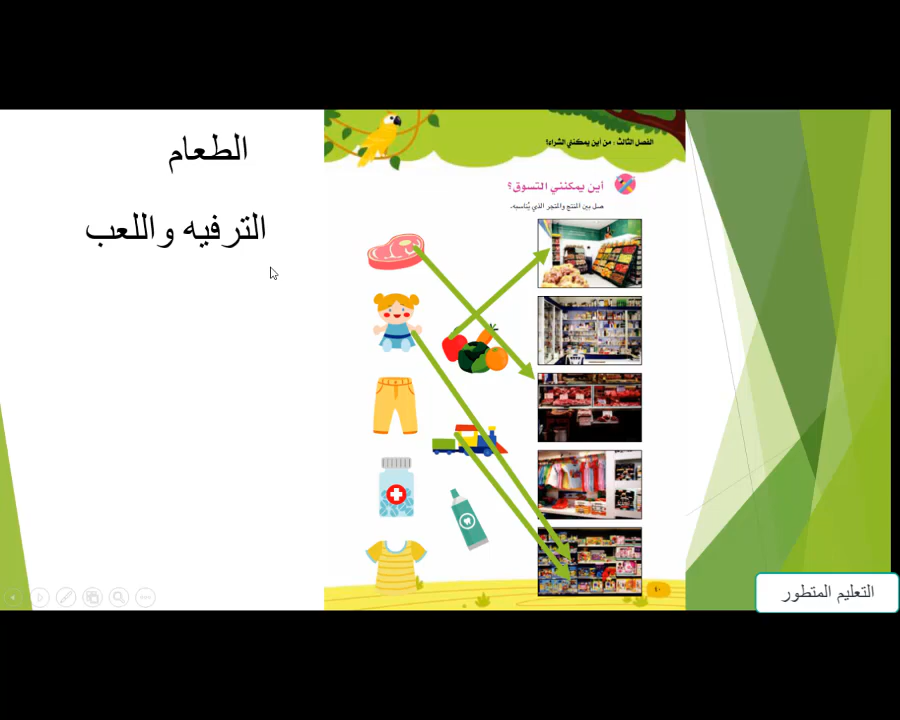 الطعام
الترفيه واللعب
الفصل الثالث : من أين يمكنني الشراء؟
أين يمكنني التسوق؟
صل بين المنتج والمتجر الذي يُناسبه.
٤٠
التعليم المتطور